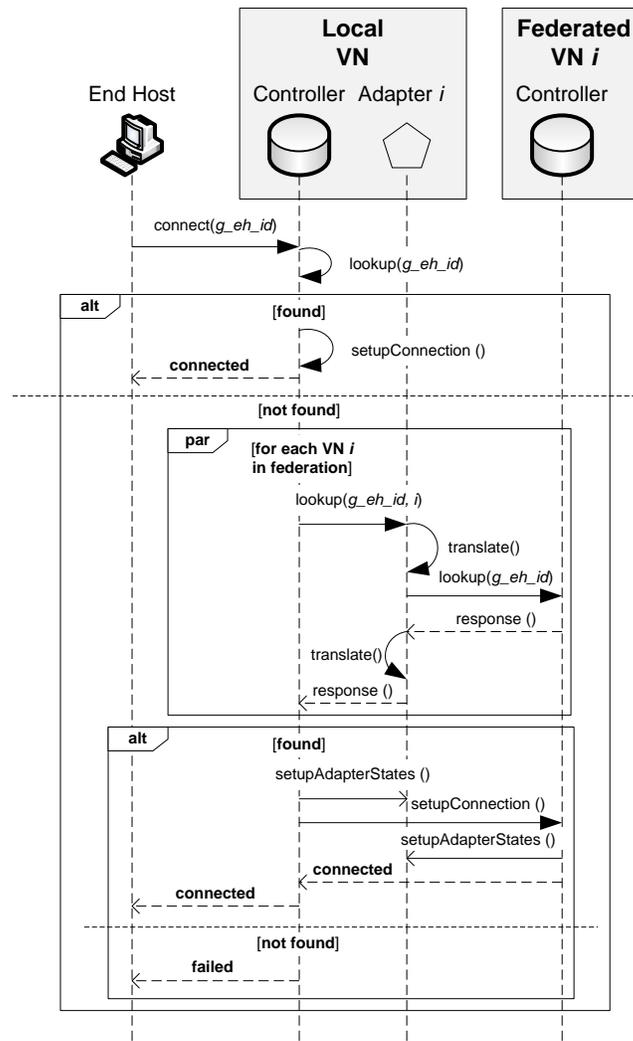 Local
VN
Federated
VN i
End Host
Controller
Adapter i
Controller
connect(g_eh_id)
lookup(g_eh_id)
alt
[found]
setupConnection ()
connected
[not found]
par
[for each VN i
in federation]
lookup(g_eh_id, i)
translate()
lookup(g_eh_id)
response ()
translate()
response ()
alt
[found]
setupAdapterStates ()
setupConnection ()
setupAdapterStates ()
connected
connected
[not found]
failed